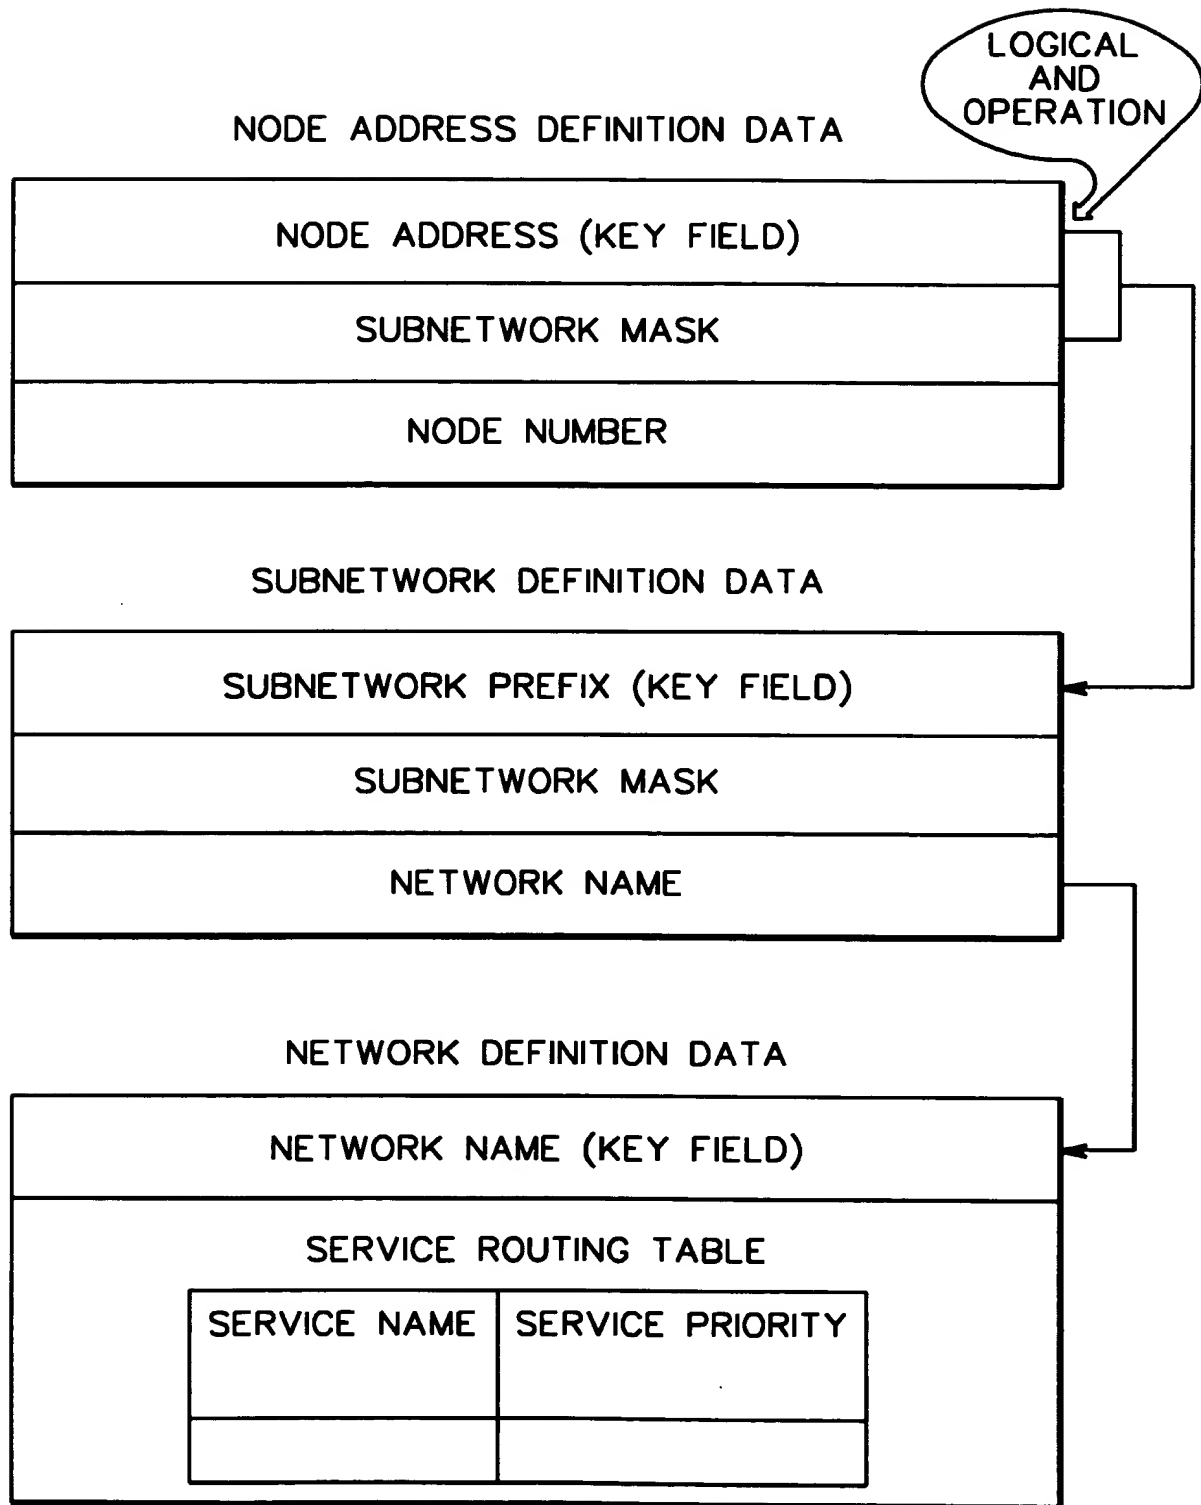 LOGICAL
AND
OPERATION
NODE ADDRESS DEFINITION DATA
NODE ADDRESS (KEY FIELD)
SUBNETWORK MASK
NODE NUMBER
SUBNETWORK DEFINITION DATA
SUBNETWORK PREFIX (KEY FIELD)
SUBNETWORK MASK
NETWORK NAME
NETWORK DEFINITION DATA
NETWORK NAME (KEY FIELD)
SERVICE ROUTING TABLE
SERVICE NAME SERVICE PRIORITY